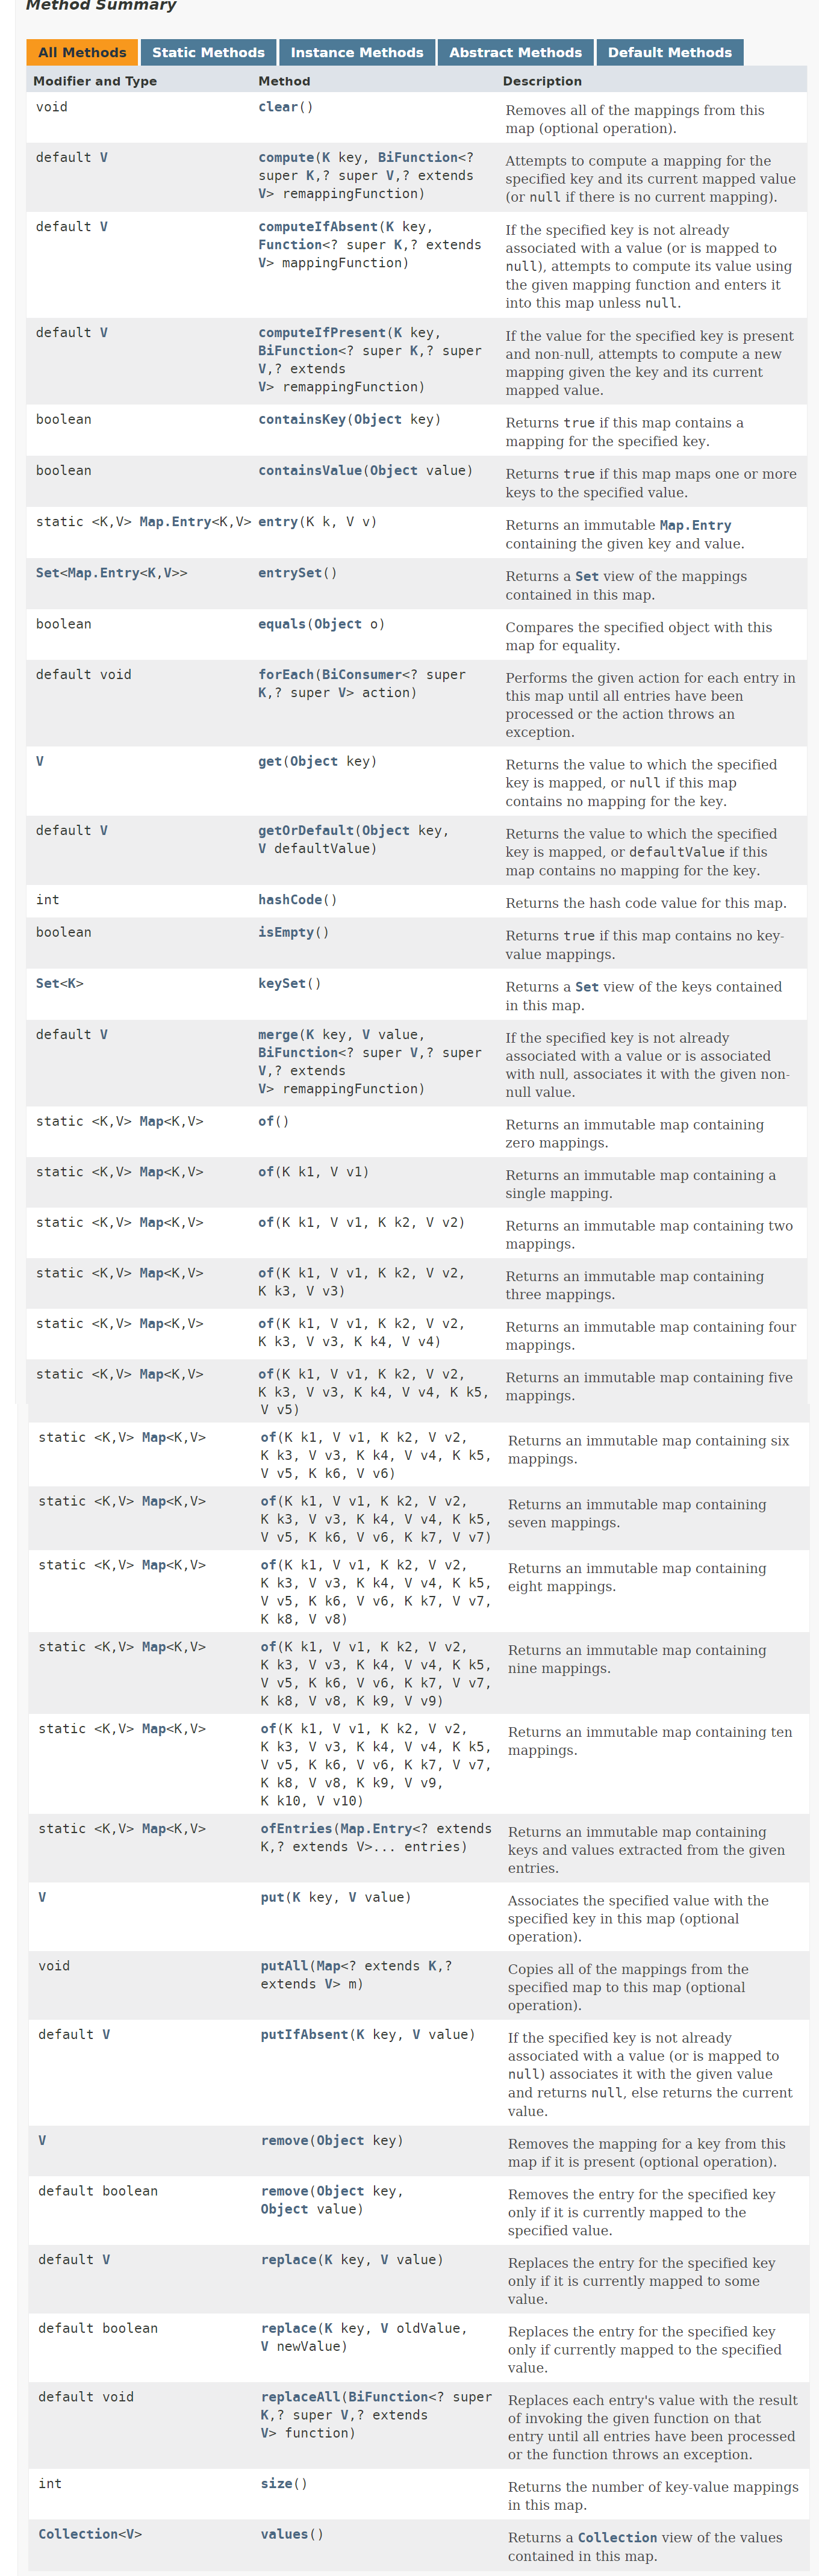 Method Summary
All Methods Static Methods Instance Methods Abstract Methods Default Methods
Modifier and Type Method Description
void clear() Removes all of the mappings from this
map (optional operation).
default V compute(K key, BiFunction<? Attempts to compute a mapping for the
super K,? super V,? extends specified key and its current mapped value
V> remappingFunction) (or null if there is no current mapping).
default V computeIfAbsent(K key, If the specified key is not already
Function<? super K,? extends associated with a value (or is mapped to
V> mappingFunction) null), attempts to compute its value using
the given mapping function and enters it
into this map unless null.
default V computeIfPresent(K key, If the value for the specified key is present
BiFunction<? super K,? super and non-null, attempts to compute a new
V,? extends mapping given the key and its current
V> remappingFunction) mapped value.
boolean containsKey(Object key) Returns true if this map contains a
mapping for the specified key.
boolean containsValue(Object value) Returns true if this map maps one or more
keys to the specified value.
static <K,V> Map.Entry<K,V> entry(K k, V v) Returns an immutable Map.Entry
containing the given key and value.
Set<Map.Entry<K,V>> entrySet() Returns a Set view of the mappings
contained in this map.
boolean equals(Object o) Compares the specified object with this
map for equality.
default void forEach(BiConsumer<? super Performs the given action for each entry in
K,? super V> action) this map until all entries have been
processed or the action throws an
exception.
V get(Object key) Returns the value to which the specified
key is mapped, or null if this map
contains no mapping for the key.
default V getOrDefault(Object key, Returns the value to which the specified
V defaultValue) key is mapped, or defaultValue if this
map contains no mapping for the key.
int hashCode() Returns the hash code value for this map.
boolean isEmpty() Returns true if this map contains no key-
value mappings.
Set<K> keySet() Returns a Set view of the keys contained
in this map.
default V merge(K key, V value, If the specified key is not already
BiFunction<? super V,? super associated with a value or is associated
V,? extends with null, associates it with the given non-
V> remappingFunction) null value.
static <K,V> Map<K,V> of() Returns an immutable map containing
zero mappings.
static <K,V> Map<K,V> of(K k1, V v1) Returns an immutable map containing a
single mapping.
static <K,V> Map<K,V> of(K k1, V v1, K k2, V v2) Returns an immutable map containing two
mappings.
static <K,V> Map<K,V> of(K k1, V v1, K k2, V v2, Returns an immutable map containing
K k3, V v3) three mappings.
static <K,V> Map<K,V> of(K k1, V v1, K k2, V v2, Returns an immutable map containing four
K k3, V v3, K k4, V v4) mappings.
static <K,V> Map<K,V> of(K k1, V v1, K k2, V v2, Returns an immutable map containing five
K k3, V v3, K k4, V v4, K k5, mappings.
V v5)
static <K,V> Map<K,V> of(K k1, V v1, K k2, V v2, Returns an immutable map containing six
K k3, V v3, K k4, V v4, K k5, mappings.
V v5, K k6, V v6)
static <K,V> Map<K,V> of(K k1, V v1, K k2, V v2, Returns an immutable map containing
K k3, V v3, K k4, V v4, K k5, seven mappings.
V v5, K k6, V v6, K k7, V v7)
static <K,V> Map<K,V> of(K k1, V v1, K k2, V v2, Returns an immutable map containing
K k3, V v3, K k4, V v4, K k5, eight mappings.
V v5, K k6, V v6, K k7, V v7,
K k8, V v8)
static <K,V> Map<K,V> of(K k1, V v1, K k2, V v2, Returns an immutable map containing
K k3, V v3, K k4, V v4, K k5, nine mappings.
V v5, K k6, V v6, K k7, V v7,
K k8, V v8, K k9, V v9)
static <K,V> Map<K,V> of(K k1, V v1, K k2, V v2, Returns an immutable map containing ten
K k3, V v3, K k4, V v4, K k5, mappings.
V v5, K k6, V v6, K k7, V v7,
K k8, V v8, K k9, V v9,
K k10, V v10)
static <K,V> Map<K,V> ofEntries(Map.Entry<? extends Returns an immutable map containing
K,? extends V>... entries) keys and values extracted from the given
entries.
V put(K key, V value) Associates the specified value with the
specified key in this map (optional
operation).
void putAll(Map<? extends K,? Copies all of the mappings from the
extends V> m) specified map to this map (optional
operation).
default V putIfAbsent(K key, V value) If the specified key is not already
associated with a value (or is mapped to
null) associates it with the given value
and returns null, else returns the current
value.
V remove(Object key) Removes the mapping for a key from this
map if it is present (optional operation).
default boolean remove(Object key, Removes the entry for the specified key
Object value) only if it is currently mapped to the
specified value.
default V replace(K key, V value) Replaces the entry for the specified key
only if it is currently mapped to some
value.
default boolean replace(K key, V oldValue, Replaces the entry for the specified key
V newValue) only if currently mapped to the specified
value.
default void replaceAll(BiFunction<? super Replaces each entry's value with the result
K,? super V,? extends of invoking the given function on that
V> function) entry until all entries have been processed
or the function throws an exception.
int size() Returns the number of key-value mappings
in this map.
Collection<V> values() Returns a Collection view of the values
contained in this map.